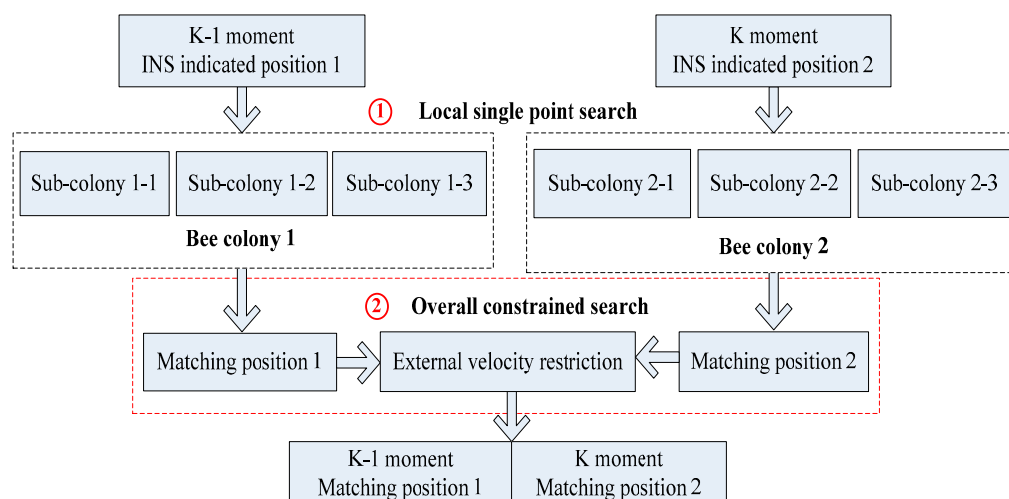 K-1 moment
INS indicated position 1
K moment
INS indicated position 2
① Local single point search
Sub-colony 1-1
Sub-colony 1-2
Sub-colony 1-3
Bee colony 1
Sub-colony 2-1
Sub-colony 2-2
Sub-colony 2-3
Bee colony 2
② Overall constrained search
Matching position 1
External velocity restriction
Matching position 2
K-1 moment
Matching position 1
K moment
Matching position 2